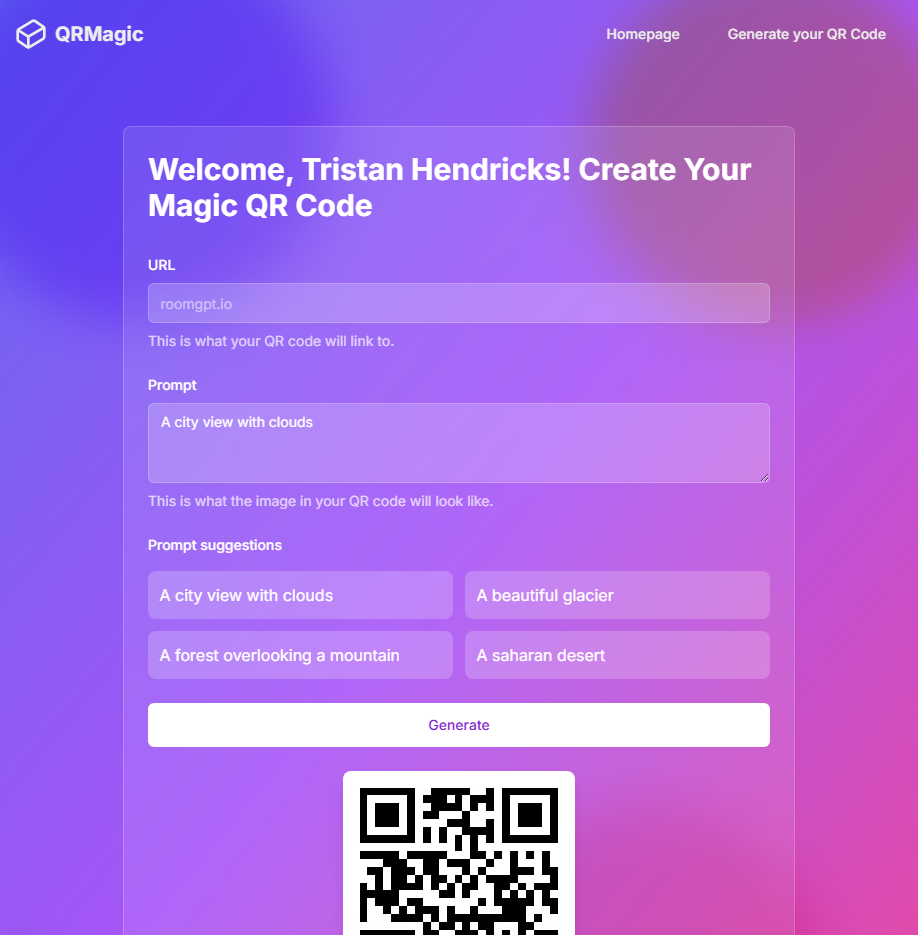 QRMagic
Homepage
Generate your QR Code
Welcome, Tristan Hendricks! Create Your
Magic QR Code
URL
roomgpt.io
This is what your QR code will link to.
Prompt
A city view with clouds
This is what the image in your QR code will look like.
Prompt suggestions
A city view with clouds
A beautiful glacier
A forest overlooking a mountain
A saharan desert
Generate